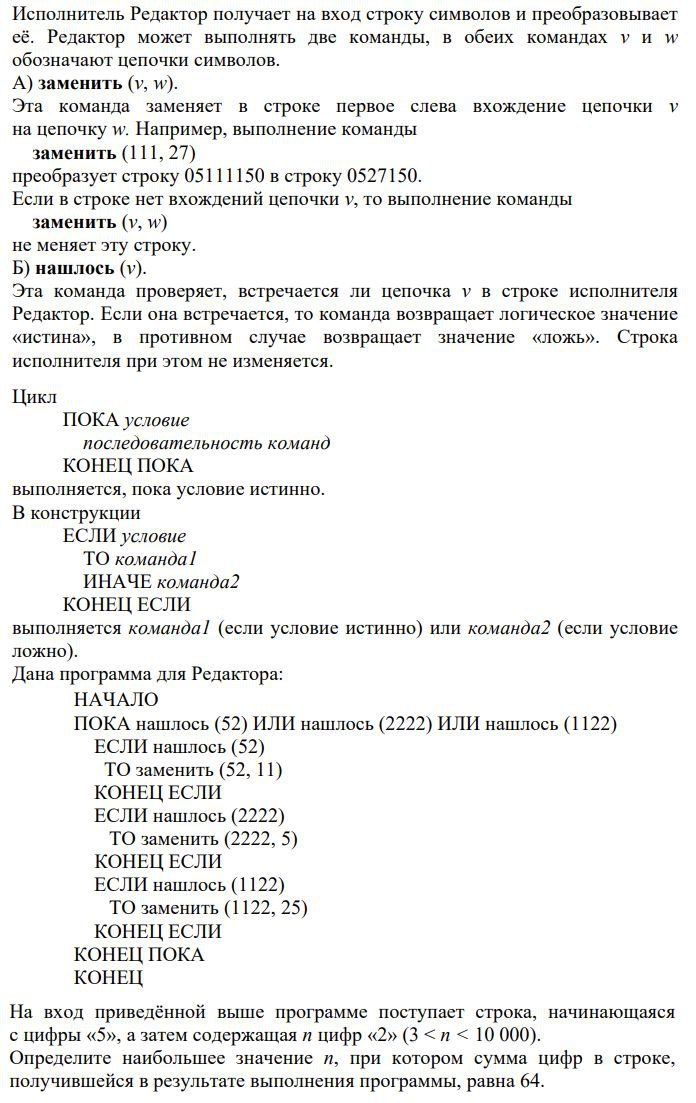 Исполнитель Редактор получает на вход строку символов и преобразовывает
её. Редактор может выполнять две команды, в обеих командах v и w
обозначают цепочки символов.
А) заменить (v, w).
Эта команда заменяет в строке первое слева вхождение цепочки v
на цепочку w. Например, выполнение команды
заменить (111, 27)
преобразует строку 05111150 в строку 0527150.
Если в строке нет вхождений цепочки v, то выполнение команды
заменить (v, w)
не меняет эту строку.
Б) нашлось (v).
Эта команда проверяет, встречается ли цепочка v в строке исполнителя
Редактор. Если она встречается, то команда возвращает логическое значение
«истина», в противном случае возвращает значение «ложь». Строка
исполнителя при этом не изменяется.
Цикл
ПОКА условие
последовательность команд
КОНЕЦ ПОКА
выполняется, пока условие истинно.
В конструкции
ЕСЛИ условие
ТО команда1
ИНАЧЕ команда2
КОНЕЦ ЕСЛИ
выполняется команда1 (если условие истинно) или команда2 (если условие
ложно).
Дана программа для Редактора:
НАЧАЛО
ПОКА нашлось (52) ИЛИ нашлось (2222) ИЛИ нашлось (1122)
ЕСЛИ нашлось (52)
ТО заменить (52, 11)
КОНЕЦ ЕСЛИ
ЕСЛИ нашлось (2222)
ТО заменить (2222, 5)
КОНЕЦ ЕСЛИ
ЕСЛИ нашлось (1122)
ТО заменить (1122, 25)
КОНЕЦ ЕСЛИ
КОНЕЦ ПОКА
КОНЕЦ
На вход приведённой выше программе поступает строка, начинающаяся
с цифры «5», а затем содержащая n цифр «2» (3 < n < 10 000).
Определите наибольшее значение n, при котором сумма цифр в строке,
получившейся в результате выполнения программы, равна 64.